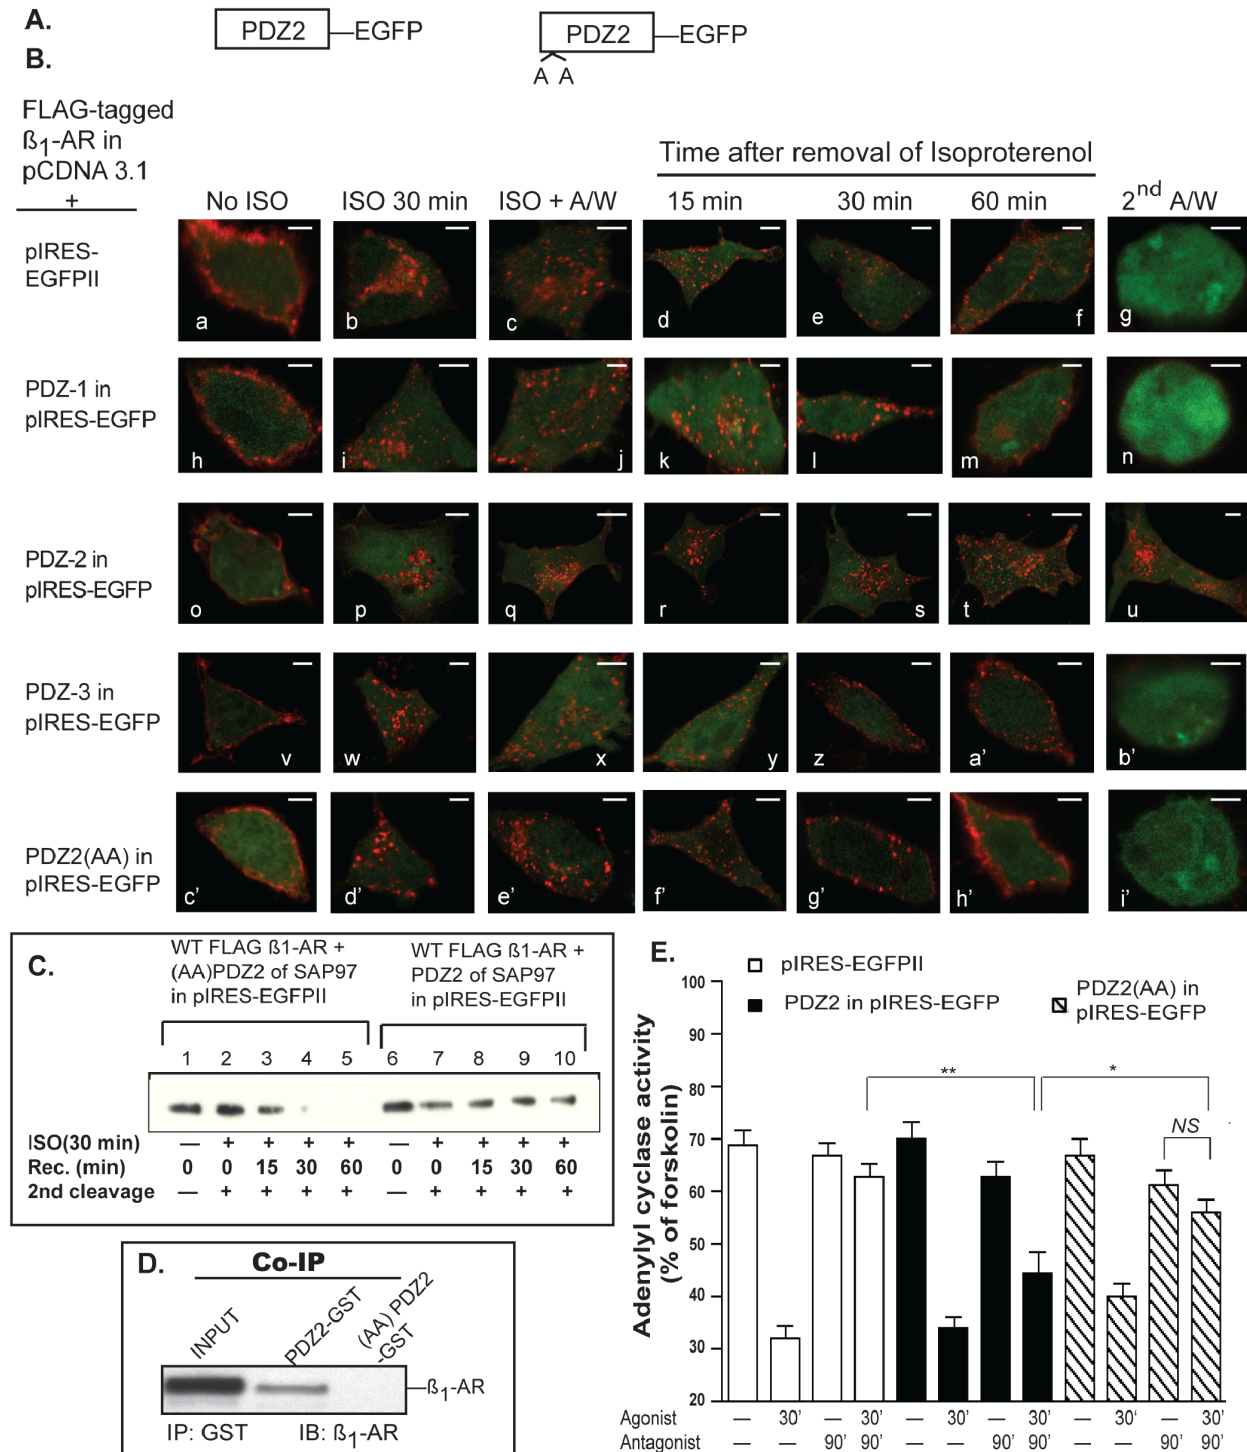 A.
PDZ2 —EGFP
PDZ2 —EGFP
A A
B.
FLAG-tagged
ß1-AR in
pCDNA 3.1
+
Time after removal of Isoproterenol
No ISO ISO 30 min ISO + A/W 15 min 30 min 60 min 2nd A/W
pIRES-
EGFPII
a b c d e f g
PDZ-1 in
pIRES-EGFP
h i j k l m n
PDZ-2 in
pIRES-EGFP
o p q r s t u
PDZ-3 in
pIRES-EGFP
v w x y z a’ b’
PDZ2(AA) in
pIRES-EGFP
c’ d’ e’ f’ g’ h’ i’
C.
WT FLAG ß1-AR +
(AA)PDZ2 of SAP97
in pIRES-EGFPII
WT FLAG ß1-AR +
PDZ2 of SAP97
in pIRES-EGFPII
1 2 3 4 5 6 7 8 9 10
ISO(30 min) — + + + + — + + + +
Rec. (min) 0 0 15 30 60 0 0 15 30 60
2nd cleavage — + + + + — + + + +
D.
Co-IP
INPUT
PDZ2-GST
(AA) PDZ2
-GST
ß1-AR
IP: GST IB: ß1-AR
E.
pIRES-EGFPII
PDZ2 in pIRES-EGFP
PDZ2(AA) in
pIRES-EGFP
Adenylyl cyclase activity
(% of forskolin)
100
90
80
70
60
50
40
30
20
** *
NS
Agonist — 30’ — 30’ — 30’ — 30’ — 30‘ — 30’
Antagonist — — 90’ 90’ — — 90’ 90’ — — 90’ 90’